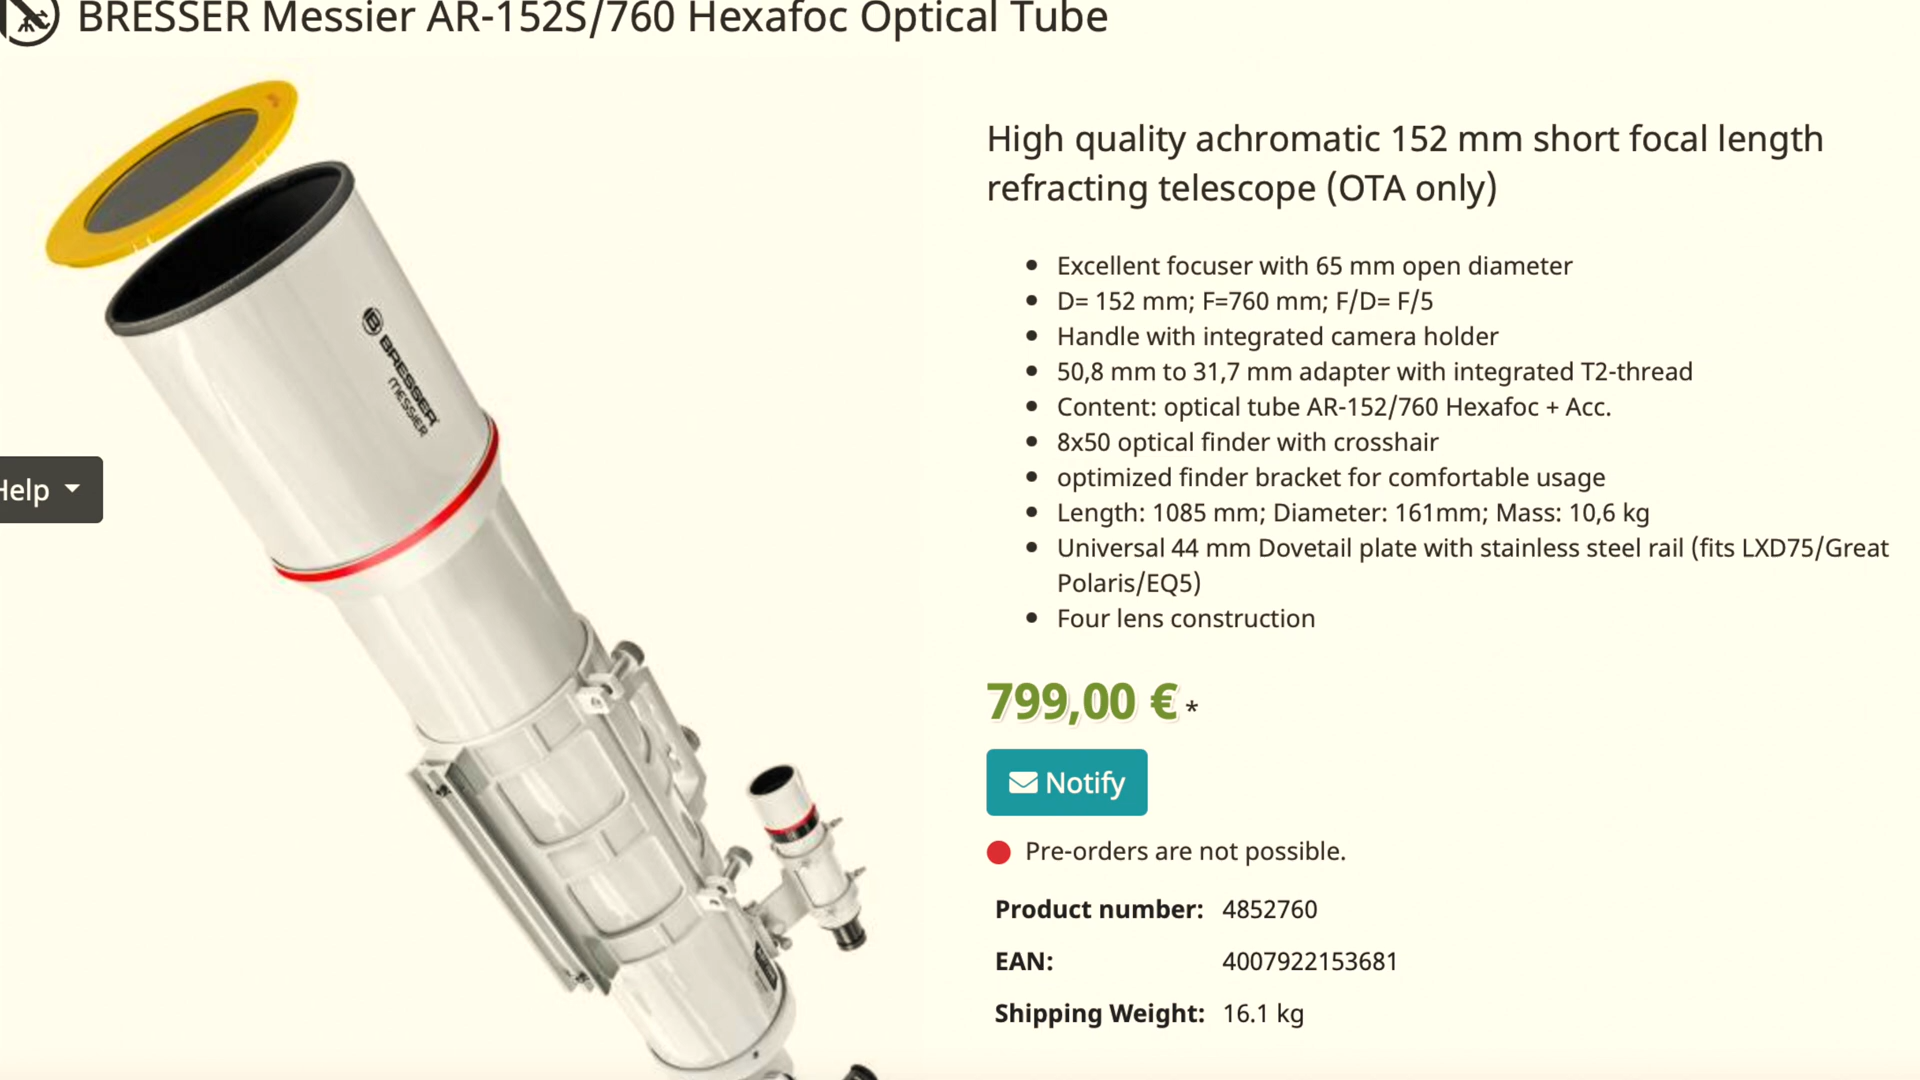 BRESSER Messier AR-152S/760 Hexafoc Optical Tube
BRESSER
MESSIER
Help
High quality achromatic 152 mm short focal length
refracting telescope (OTA only)
Excellent focuser with 65 mm open diameter
D= 152 mm; F=760 mm; F/D= F/5
Handle with integrated camera holder
50,8 mm to 31,7 mm adapter with integrated T2-thread
Content: optical tube AR-152/760 Hexafoc + Acc.
8x50 optical finder with crosshair
optimized finder bracket for comfortable usage
Length: 1085 mm; Diameter: 161mm; Mass: 10,6 kg
Universal 44 mm Dovetail plate with stainless steel rail (fits LXD75/Great
Polaris/EQ5)
Four lens construction
799,00 € *
Notify
Pre-orders are not possible.
Product number: 4852760
EAN: 4007922153681
Shipping Weight: 16.1 kg